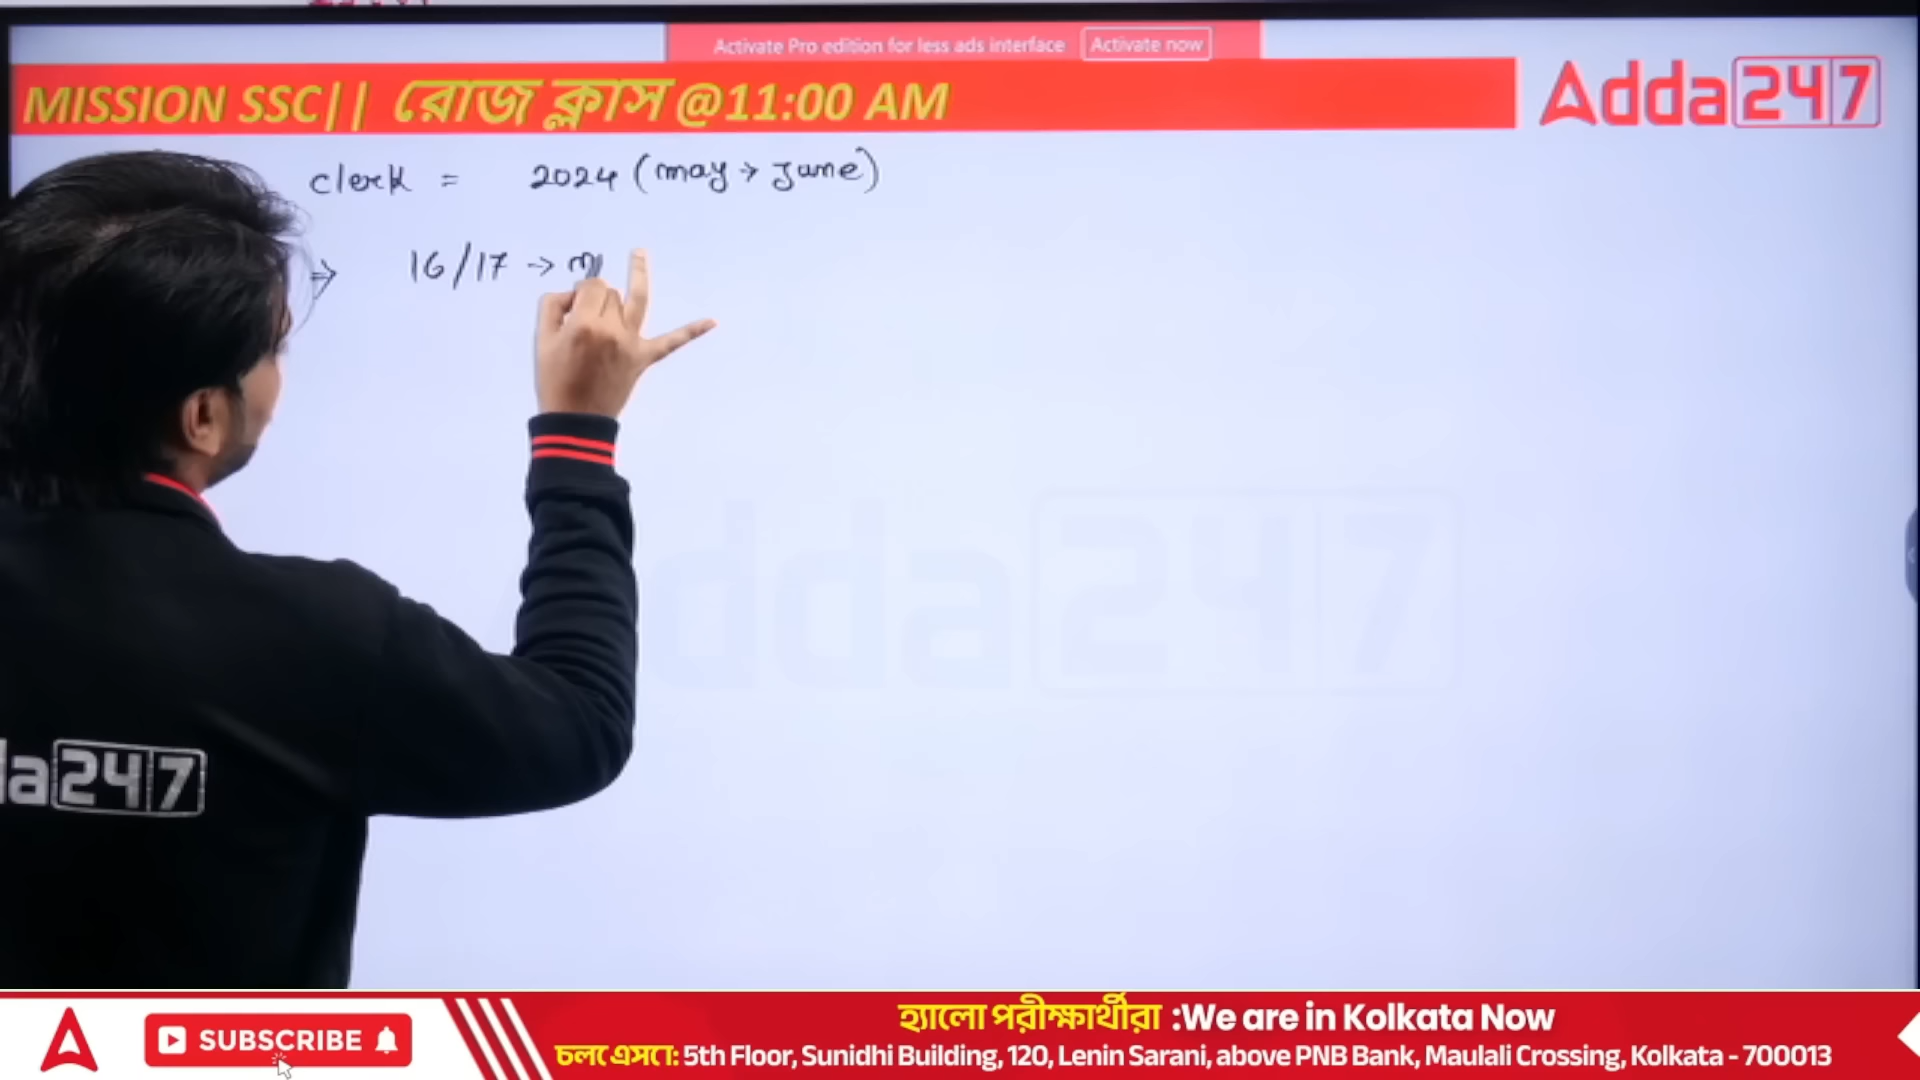 Activate Pro edition for less ads interface Activate now
MISSION SSC|| রোজ ক্লাস @11:00 AM
Adda247
clerk = 2024 (may → June)
⇒ 16/17 → m
Adda247
da247
SUBSCRIBE
হ্যালো পরীক্ষার্থীরা :We are in Kolkata Now
চলে এসো: 5th Floor, Sunidhi Building, 120, Lenin Sarani, above PNB Bank, Maulali Crossing, Kolkata - 700013